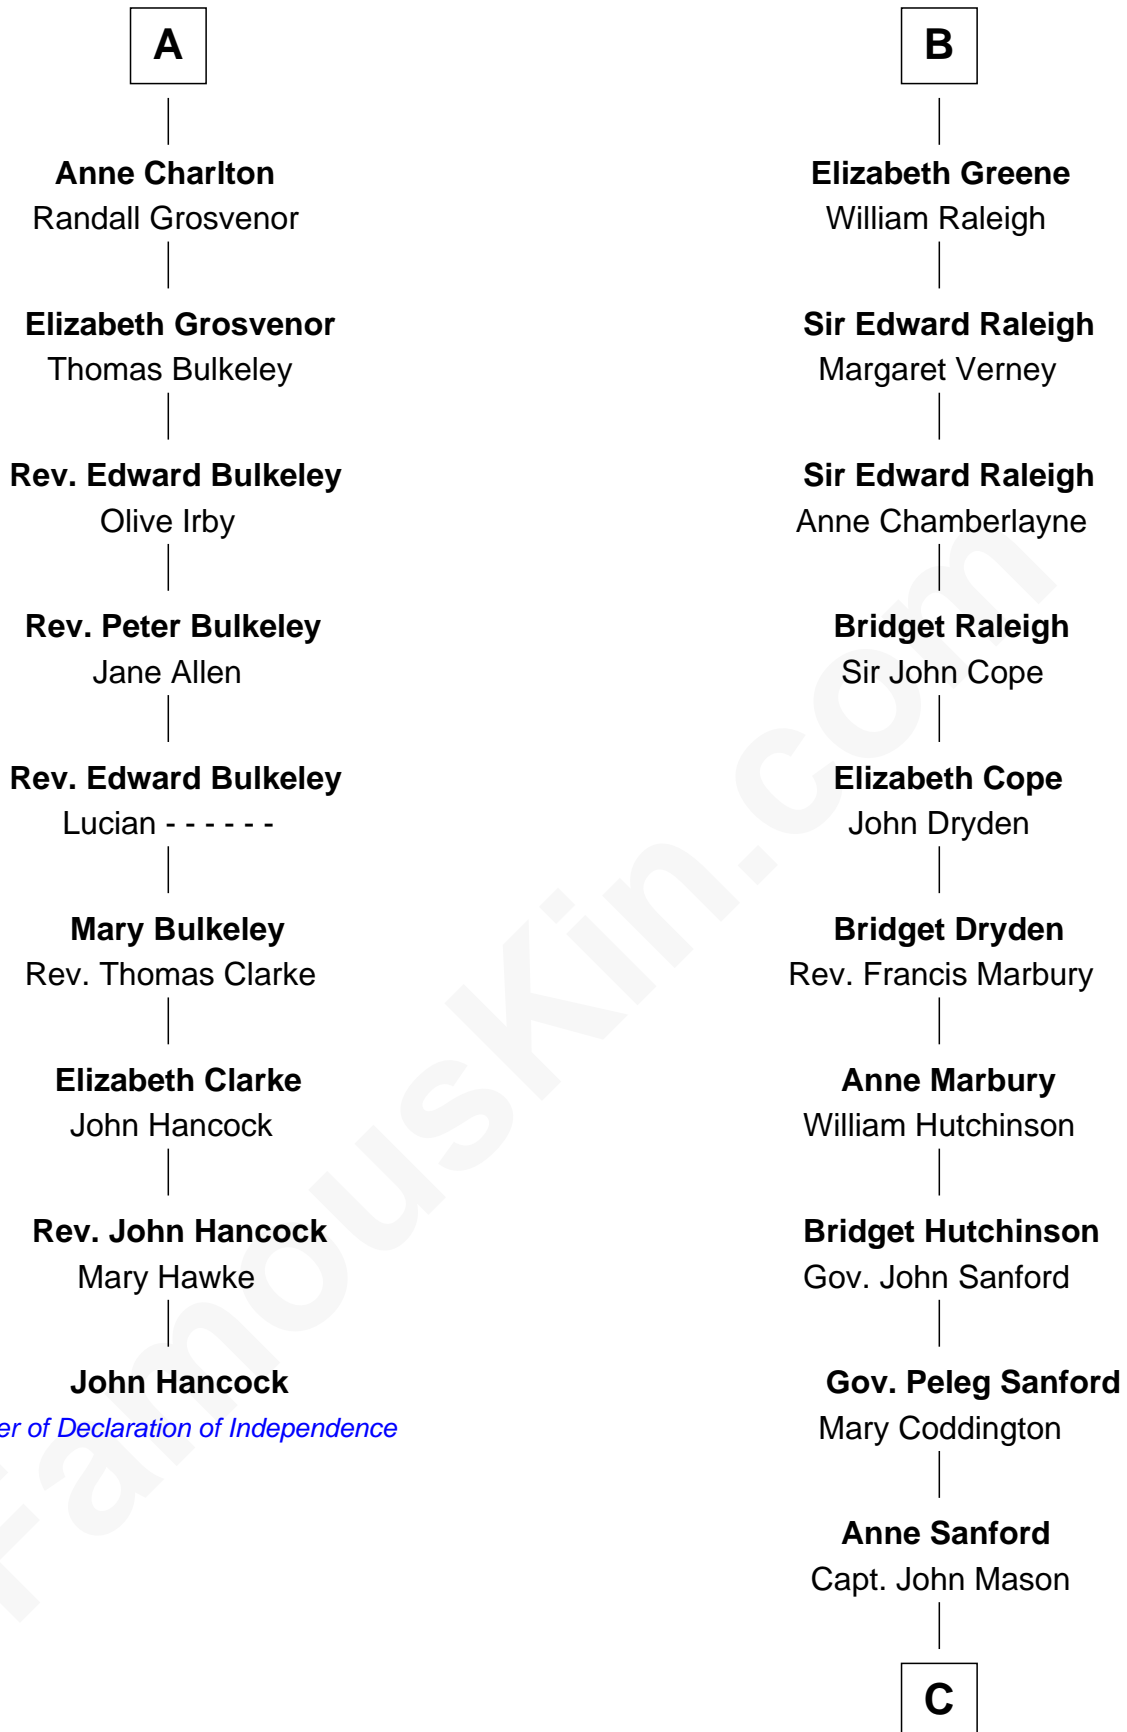 A
Anne Charlton
Randall Grosvenor
Elizabeth Grosvenor
Thomas Bulkeley
Rev. Edward Bulkeley
Olive Irby
Rev. Peter Bulkeley
Jane Allen
Rev. Edward Bulkeley
Lucian - - - - - -
Mary Bulkeley
Rev. Thomas Clarke
Elizabeth Clarke
John Hancock
Rev. John Hancock
Mary Hawke
John Hancock
er of Declaration of Independence
B
Elizabeth Greene
William Raleigh
Sir Edward Raleigh
Margaret Verney
Sir Edward Raleigh
Anne Chamberlayne
Bridget Raleigh
Sir John Cope
Elizabeth Cope
John Dryden
Bridget Dryden
Rev. Francis Marbury
Anne Marbury
William Hutchinson
Bridget Hutchinson
Gov. John Sanford
Gov. Peleg Sanford
Mary Coddington
Anne Sanford
Capt. John Mason
C
FamousKin.com